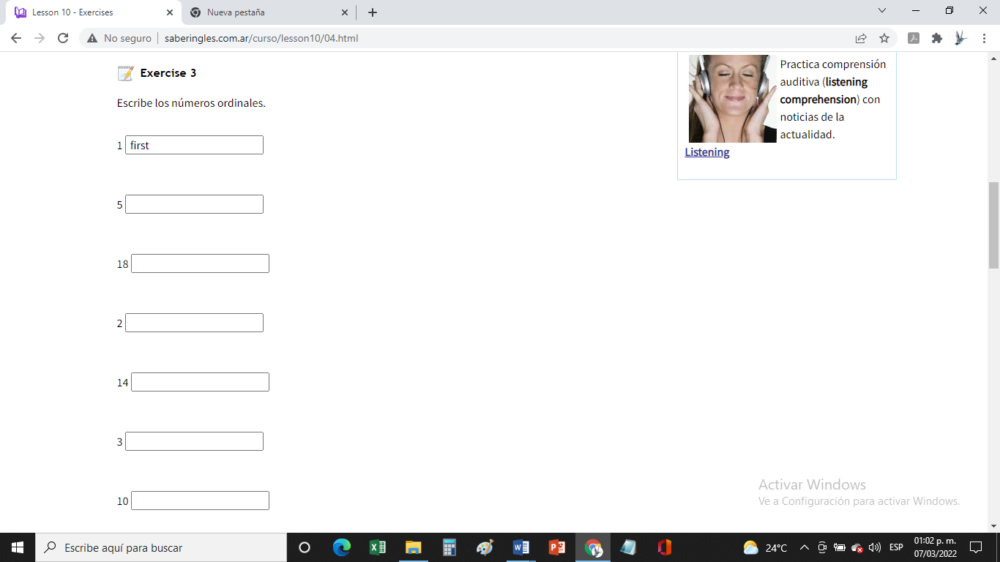 Lesson 10 - Exercises
Nueva pestaña
No seguro
saberingles.com.ar/curso/lesson10/04.html
Exercise 3
Escribe los números ordinales.
1 first
5
18
2
14
3
10
Practica comprensión
auditiva (listening
comprehension) con
noticias de la
actualidad.
Listening
Activar Windows
Ve a Configuración para activar Windows.
Escribe aquí para buscar
24°C
ESP
01:02 p. m.
07/03/2022